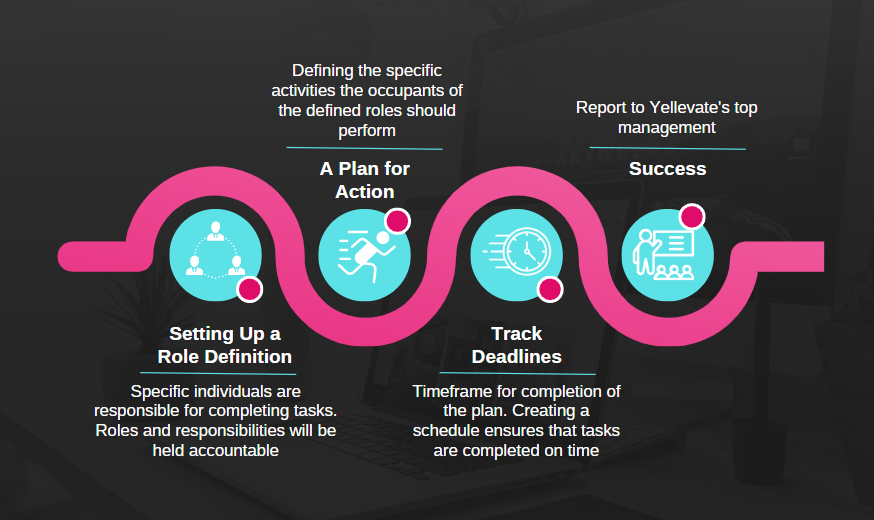 Defining the specific
activities the occupants of
the defined roles should
perform
A Plan for
Action
Report to Yellevate's top
management
Success
Setting Up a
Role Definition
Specific individuals are
responsible for completing tasks.
Roles and responsibilities will be
held accountable
Track
Deadlines
Timeframe for completion of
the plan. Creating a
schedule ensures that tasks
are completed on time